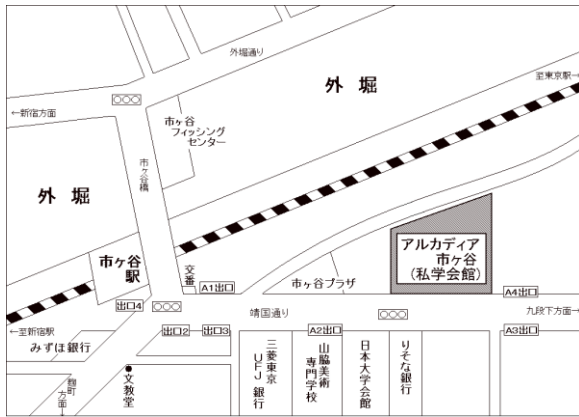 外堀通り
外 堀
至東京駅→
←新宿方面
市ヶ谷
フィッシング
センター
市ヶ谷橋
外 堀
アルカディア
市ヶ谷
(私学会館)
市ヶ谷
駅
交番
A1出口
市ヶ谷プラザ
A4出口
出口4
靖国通り
九段下方面→
←至新宿駅
出口2
出口3
A2出口
A3出口
みずほ銀行
麹町
方面
●文教堂
三菱東京
UFJ銀行
山脇美術
専門学校
日本大学会館
りそな銀行